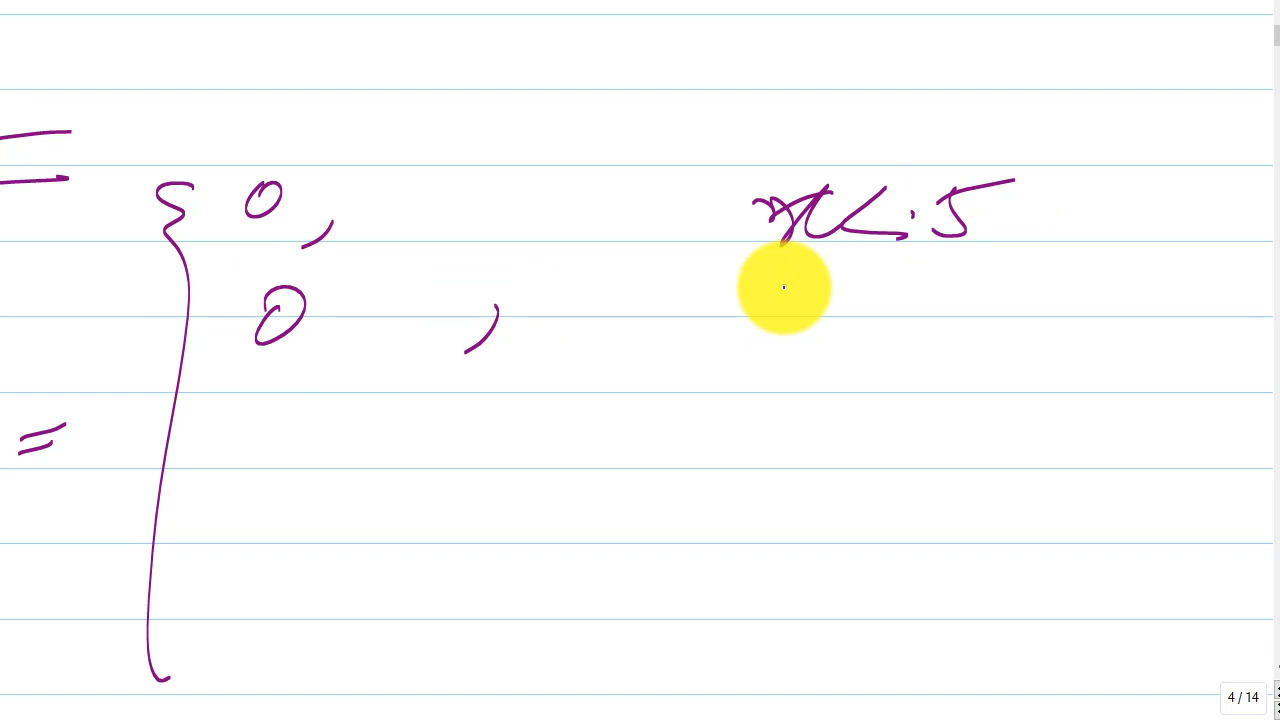 0, x<.5
0 ,
=
4 / 14